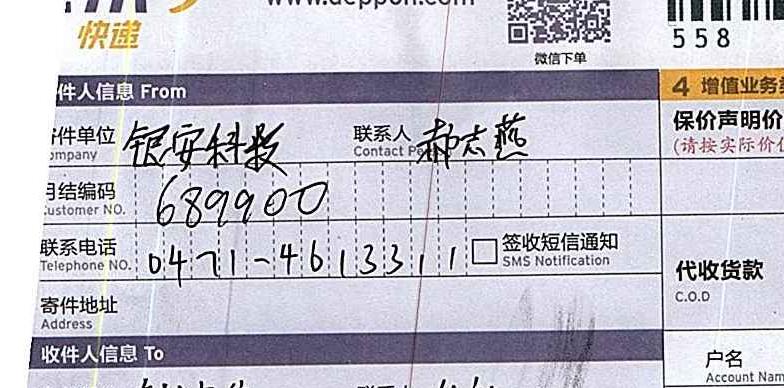 快递
www.deppon.com
微信下单
558
件人信息 From
4 增值业务
件单位 银安科技 联系人 郝志燕
ompany Contact Pe
保价声明价
(请按实际价
月结编码 689900
ustomer NO.
联系电话 0471-4613311 签收短信通知
Telephone NO. SMS Notification
代收货款
C.O.D
寄件地址
Address
收件人信息 To
户名
Account Nam